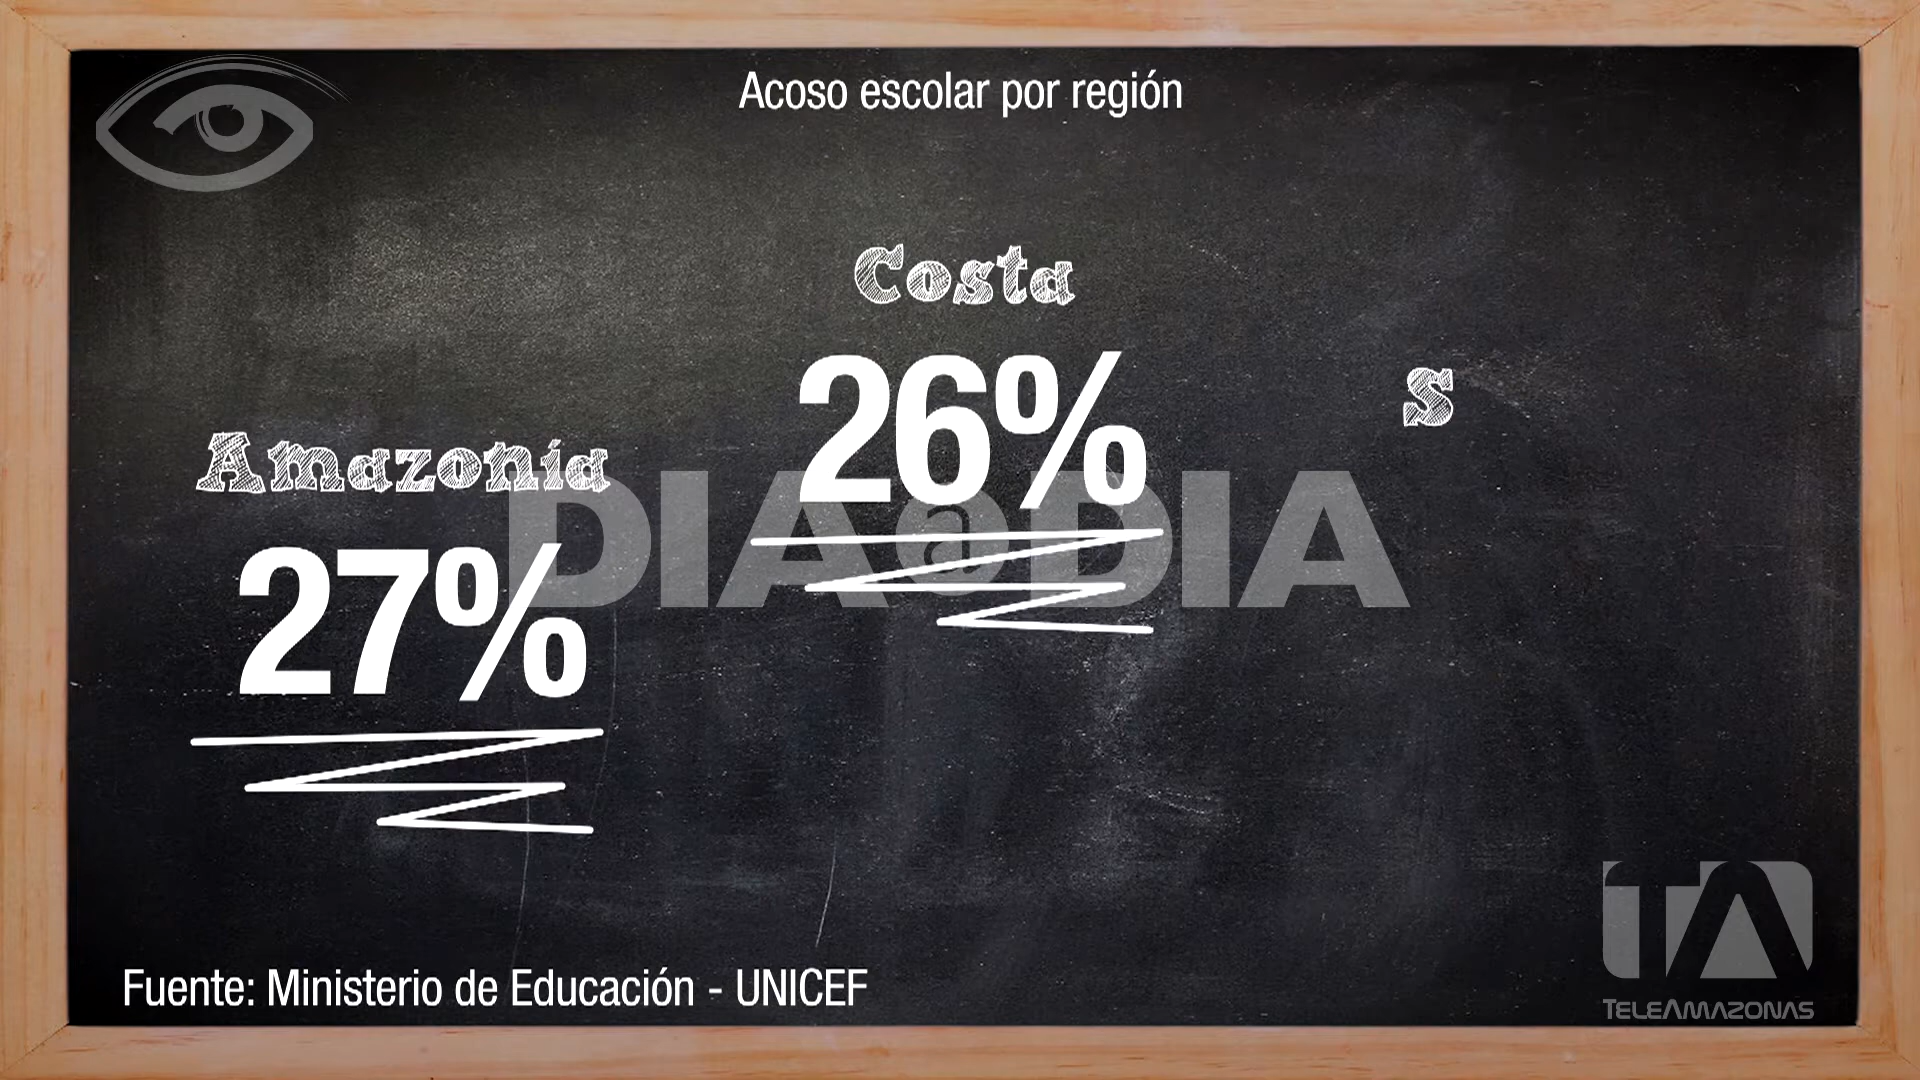 Acoso escolar por región
Costa
26%
S
Amazonía
27%
DIA@DIA
Fuente: Ministerio de Educación - UNICEF
TA
TELEAMAZONAS